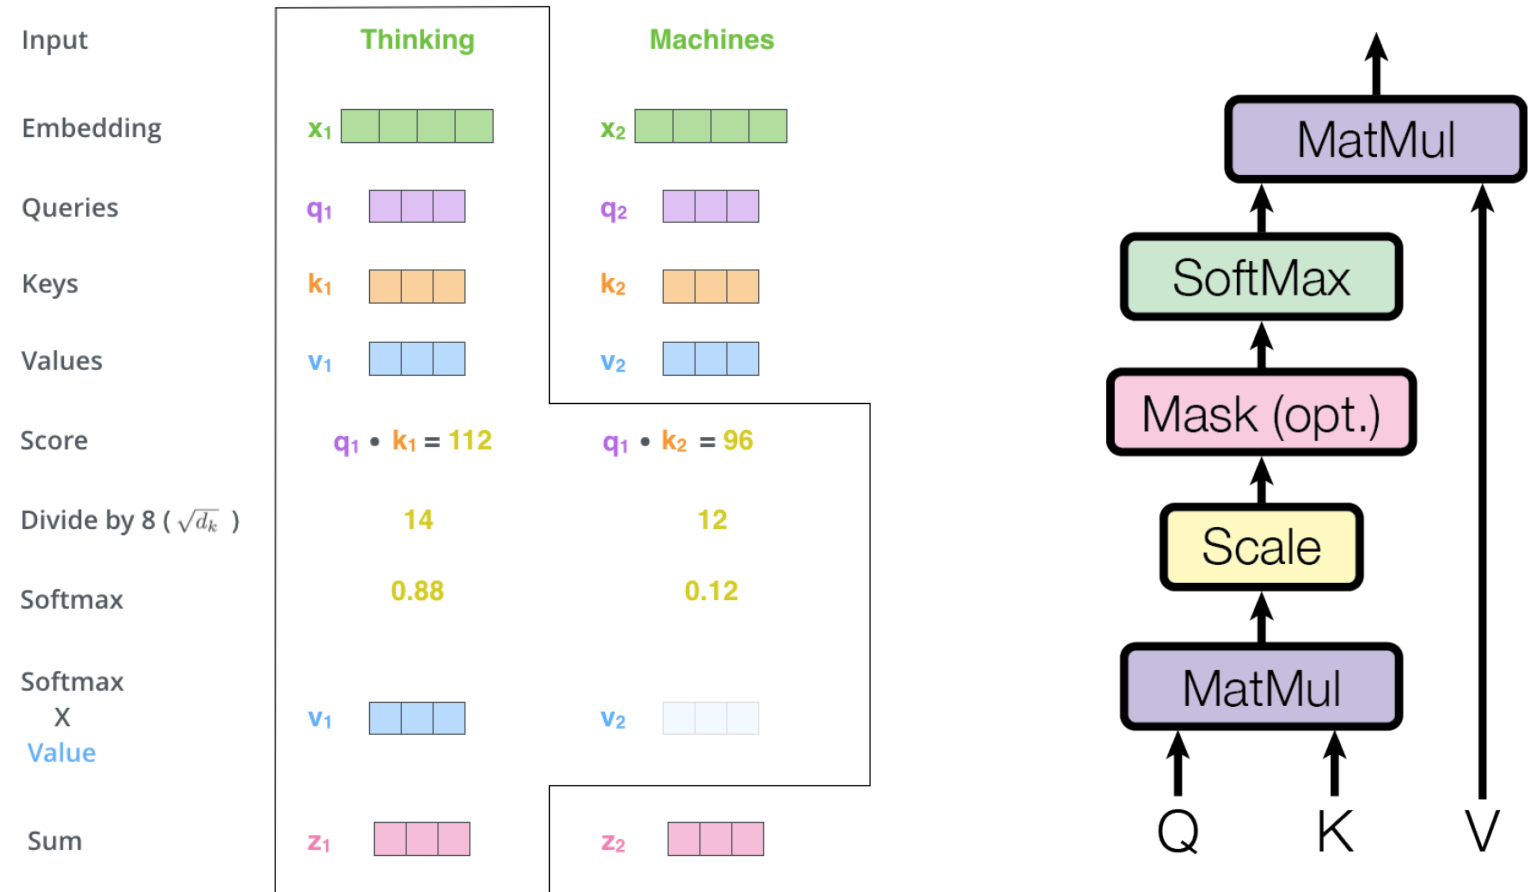 Input Thinking Machines
Embedding x₁ x₂
Queries q₁ q₂
Keys k₁ k₂
Values v₁ v₂
Score q₁ • k₁ = 112 q₁ • k₂ = 96
Divide by 8 ( √dₖ ) 14 12
Softmax 0.88 0.12
Softmax
X v₁ v₂
Value
Sum z₁ z₂
MatMul
SoftMax
Mask (opt.)
Scale
MatMul
Q K V